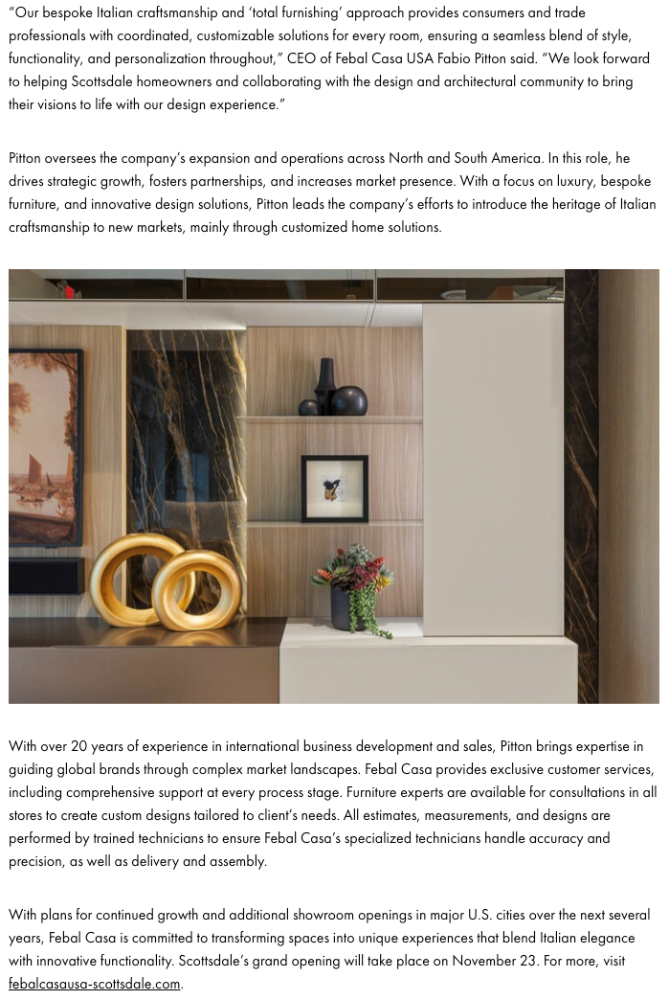 “Our bespoke Italian craftsmanship and ‘total furnishing’ approach provides consumers and trade
professionals with coordinated, customizable solutions for every room, ensuring a seamless blend of style,
functionality, and personalization throughout,” CEO of Febal Casa USA Fabio Pitton said. “We look forward
to helping Scottsdale homeowners and collaborating with the design and architectural community to bring
their visions to life with our design experience.”
Pitton oversees the company’s expansion and operations across North and South America. In this role, he
drives strategic growth, fosters partnerships, and increases market presence. With a focus on luxury, bespoke
furniture, and innovative design solutions, Pitton leads the company’s efforts to introduce the heritage of Italian
craftsmanship to new markets, mainly through customized home solutions.
With over 20 years of experience in international business development and sales, Pitton brings expertise in
guiding global brands through complex market landscapes. Febal Casa provides exclusive customer services,
including comprehensive support at every process stage. Furniture experts are available for consultations in all
stores to create custom designs tailored to client’s needs. All estimates, measurements, and designs are
performed by trained technicians to ensure Febal Casa’s specialized technicians handle accuracy and
precision, as well as delivery and assembly.
With plans for continued growth and additional showroom openings in major U.S. cities over the next several
years, Febal Casa is committed to transforming spaces into unique experiences that blend Italian elegance
with innovative functionality. Scottsdale’s grand opening will take place on November 23. For more, visit
febalcasausa-scottsdale.com.